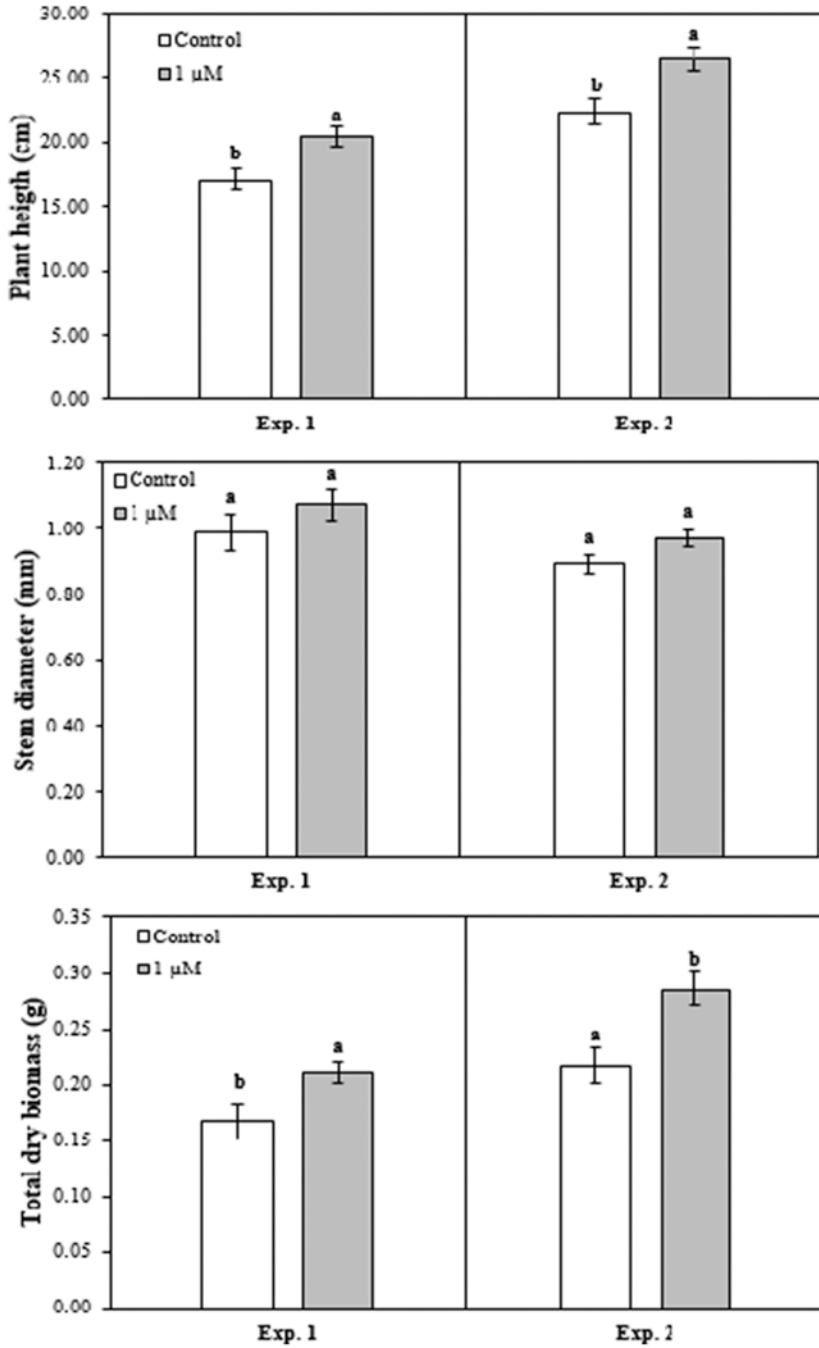 Plant heigth (cm)
30.00
25.00
20.00
15.00
10.00
5.00
0.00
Control
1 µM
b
a
b
a
Exp. 1
Exp. 2
Stem diameter (mm)
1.20
1.00
0.80
0.60
0.40
0.20
0.00
Control
1 µM
a
a
a
a
Exp. 1
Exp. 2
Total dry biomass (g)
0.35
0.30
0.25
0.20
0.15
0.10
0.05
0.00
Control
1 µM
b
a
a
b
Exp. 1
Exp. 2